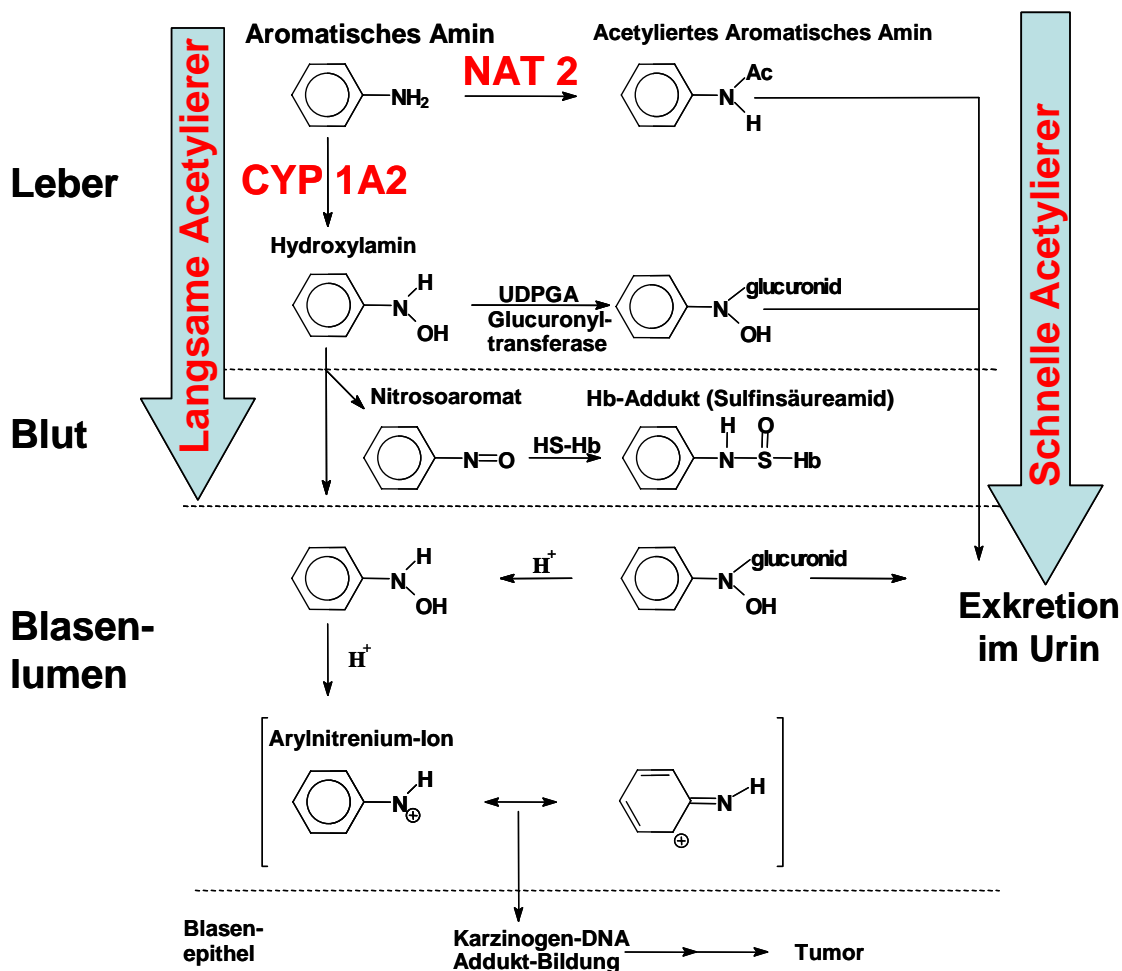 Aromatisches Amin
Acetyliertes Aromatisches Amin
NAT 2
NH2
Ac
N
H
Langsame Acetylierer
Schnelle Acetylierer
Leber
CYP 1A2
Hydroxylamin
H
N
OH
UDPGA
Glucuronyl-
transferase
glucuronid
N
OH
Blut
Nitrosoaromat
N=O
HS-Hb
Hb-Addukt (Sulfinsäureamid)
H O
N S Hb
Blasen-
lumen
H
N
OH
H+
glucuronid
N
OH
Exkretion
im Urin
H+
Arylnitrenium-Ion
H
N
⊕
H
N
⊕
Blasen-
epithel
Karzinogen-DNA
Addukt-Bildung
Tumor